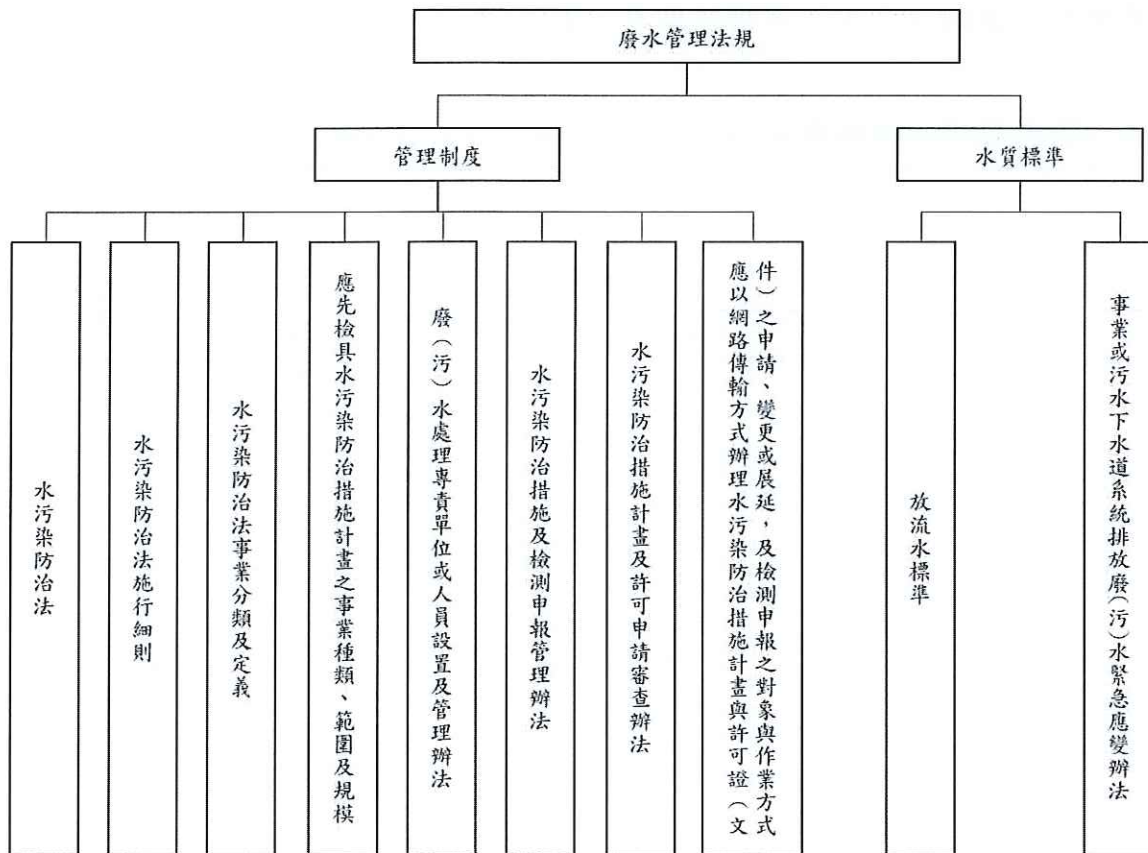 廢水管理法規
管理制度
水質標準
水污染防治法
水污染防治法施行細則
水污染防治法事業分類及定義
應先檢具水污染防治措施計畫之事業種類、範圍及規模
廢（污）水處理專責單位或人員設置及管理辦法
水污染防治措施及檢測申報管理辦法
水污染防治措施計畫及許可申請審查辦法
應以網路傳輸方式辦理水污染防治措施計畫與許可證（文
件）之申請、變更或展延，及檢測申報之對象與作業方式
放流水標準
事業或污水下水道系統排放廢（污）水緊急應變辦法